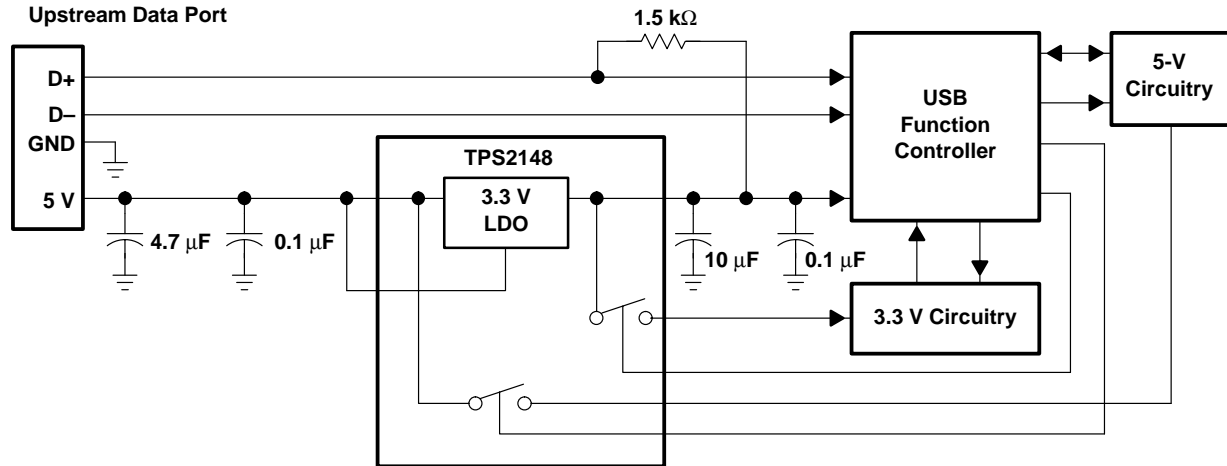 Upstream Data Port
1.5 kΩ
D+
D–
GND
5 V
USB
Function
Controller
5-V
Circuitry
TPS2148
3.3 V
LDO
4.7 μF
0.1 μF
10 μF
0.1 μF
3.3 V Circuitry